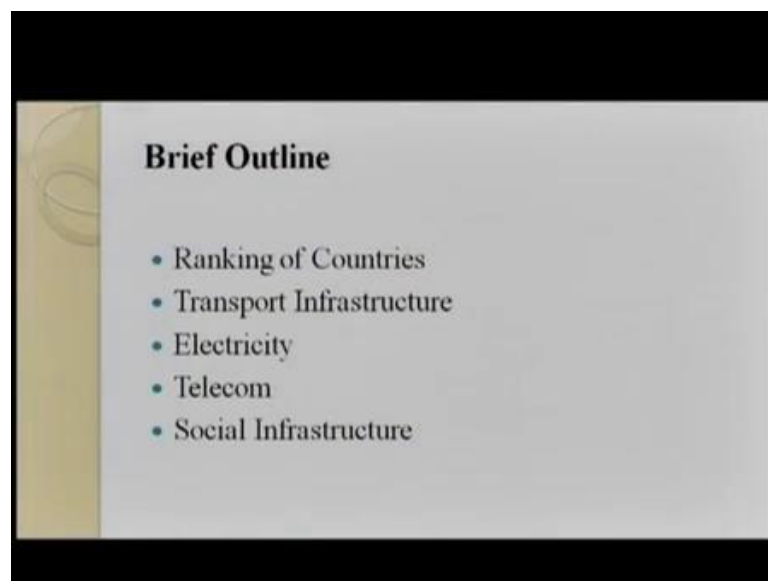 Brief Outline
• Ranking of Countries
• Transport Infrastructure
• Electricity
• Telecom
• Social Infrastructure